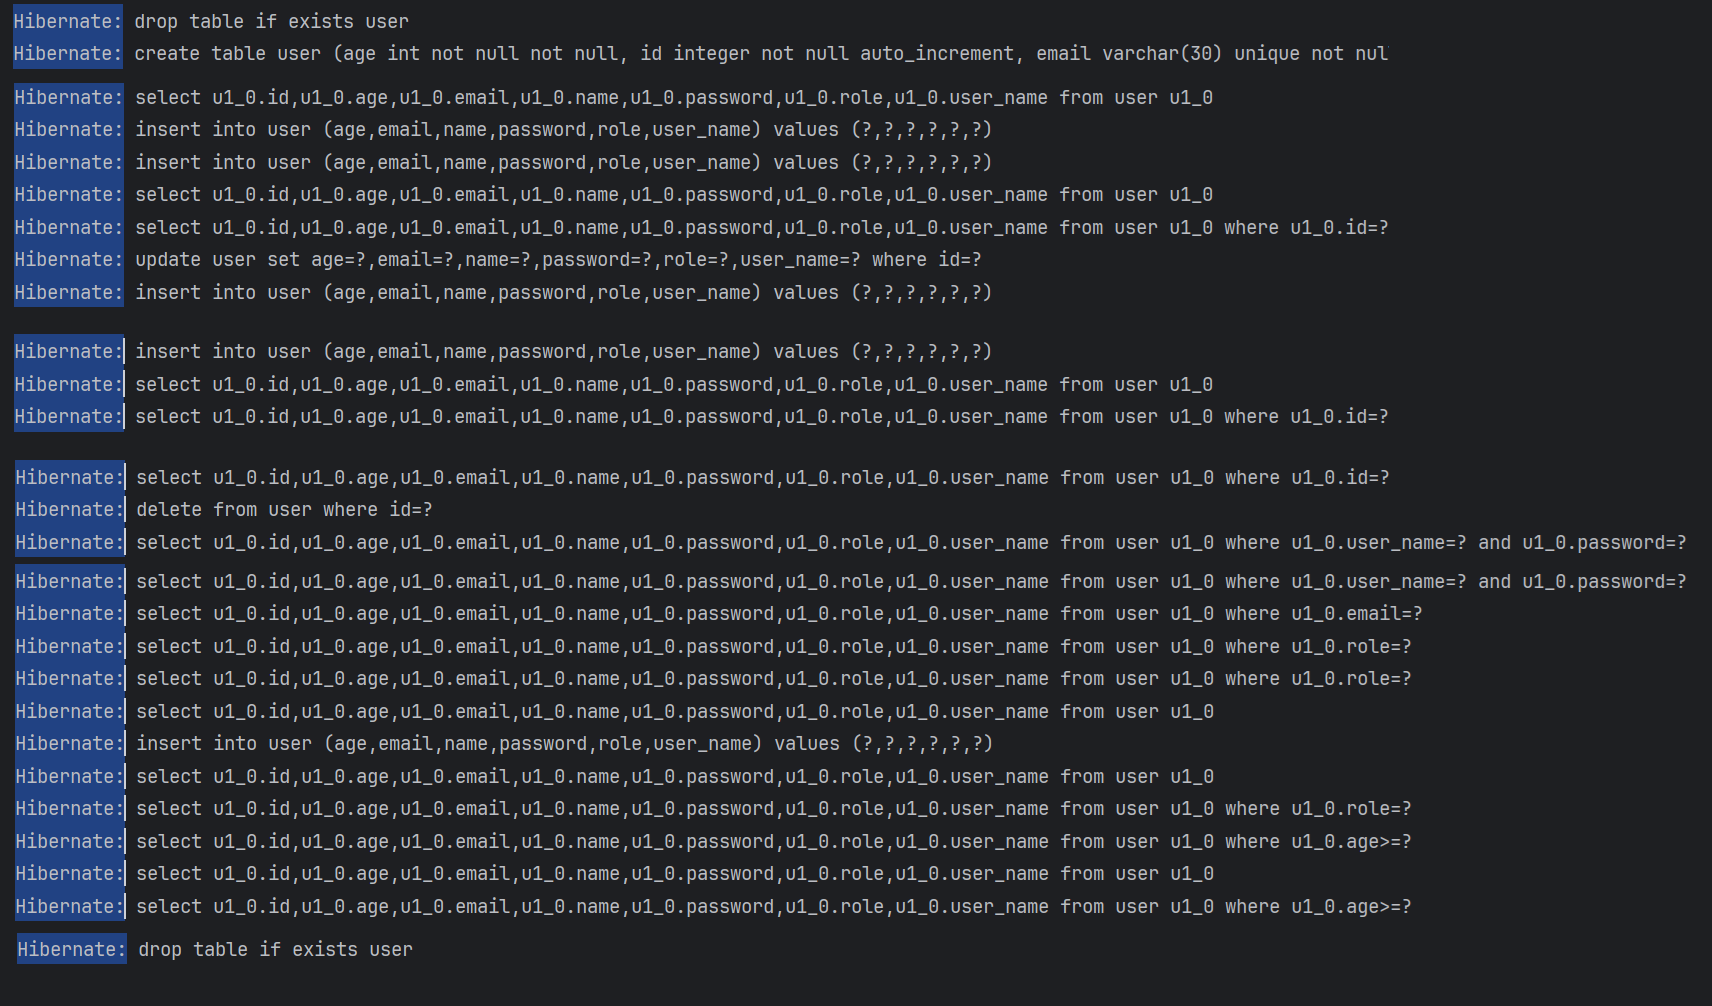 Hibernate: drop table if exists user
Hibernate: create table user (age int not null not null, id integer not null auto_increment, email varchar(30) unique not nul
Hibernate: select u1_0.id,u1_0.age,u1_0.email,u1_0.name,u1_0.password,u1_0.role,u1_0.user_name from user u1_0
Hibernate: insert into user (age,email,name,password,role,user_name) values (?,?,?,?,?,?)
Hibernate: insert into user (age,email,name,password,role,user_name) values (?,?,?,?,?,?)
Hibernate: select u1_0.id,u1_0.age,u1_0.email,u1_0.name,u1_0.password,u1_0.role,u1_0.user_name from user u1_0
Hibernate: select u1_0.id,u1_0.age,u1_0.email,u1_0.name,u1_0.password,u1_0.role,u1_0.user_name from user u1_0 where u1_0.id=?
Hibernate: update user set age=?,email=?,name=?,password=?,role=?,user_name=? where id=?
Hibernate: insert into user (age,email,name,password,role,user_name) values (?,?,?,?,?,?)
Hibernate: insert into user (age,email,name,password,role,user_name) values (?,?,?,?,?,?)
Hibernate: select u1_0.id,u1_0.age,u1_0.email,u1_0.name,u1_0.password,u1_0.role,u1_0.user_name from user u1_0
Hibernate: select u1_0.id,u1_0.age,u1_0.email,u1_0.name,u1_0.password,u1_0.role,u1_0.user_name from user u1_0 where u1_0.id=?
Hibernate: select u1_0.id,u1_0.age,u1_0.email,u1_0.name,u1_0.password,u1_0.role,u1_0.user_name from user u1_0 where u1_0.id=?
Hibernate: delete from user where id=?
Hibernate: select u1_0.id,u1_0.age,u1_0.email,u1_0.name,u1_0.password,u1_0.role,u1_0.user_name from user u1_0 where u1_0.user_name=? and u1_0.password=?
Hibernate: select u1_0.id,u1_0.age,u1_0.email,u1_0.name,u1_0.password,u1_0.role,u1_0.user_name from user u1_0 where u1_0.user_name=? and u1_0.password=?
Hibernate: select u1_0.id,u1_0.age,u1_0.email,u1_0.name,u1_0.password,u1_0.role,u1_0.user_name from user u1_0 where u1_0.email=?
Hibernate: select u1_0.id,u1_0.age,u1_0.email,u1_0.name,u1_0.password,u1_0.role,u1_0.user_name from user u1_0 where u1_0.role=?
Hibernate: select u1_0.id,u1_0.age,u1_0.email,u1_0.name,u1_0.password,u1_0.role,u1_0.user_name from user u1_0 where u1_0.role=?
Hibernate: select u1_0.id,u1_0.age,u1_0.email,u1_0.name,u1_0.password,u1_0.role,u1_0.user_name from user u1_0
Hibernate: insert into user (age,email,name,password,role,user_name) values (?,?,?,?,?,?)
Hibernate: select u1_0.id,u1_0.age,u1_0.email,u1_0.name,u1_0.password,u1_0.role,u1_0.user_name from user u1_0
Hibernate: select u1_0.id,u1_0.age,u1_0.email,u1_0.name,u1_0.password,u1_0.role,u1_0.user_name from user u1_0 where u1_0.role=?
Hibernate: select u1_0.id,u1_0.age,u1_0.email,u1_0.name,u1_0.password,u1_0.role,u1_0.user_name from user u1_0 where u1_0.age>=?
Hibernate: select u1_0.id,u1_0.age,u1_0.email,u1_0.name,u1_0.password,u1_0.role,u1_0.user_name from user u1_0
Hibernate: select u1_0.id,u1_0.age,u1_0.email,u1_0.name,u1_0.password,u1_0.role,u1_0.user_name from user u1_0 where u1_0.age>=?
Hibernate: drop table if exists user